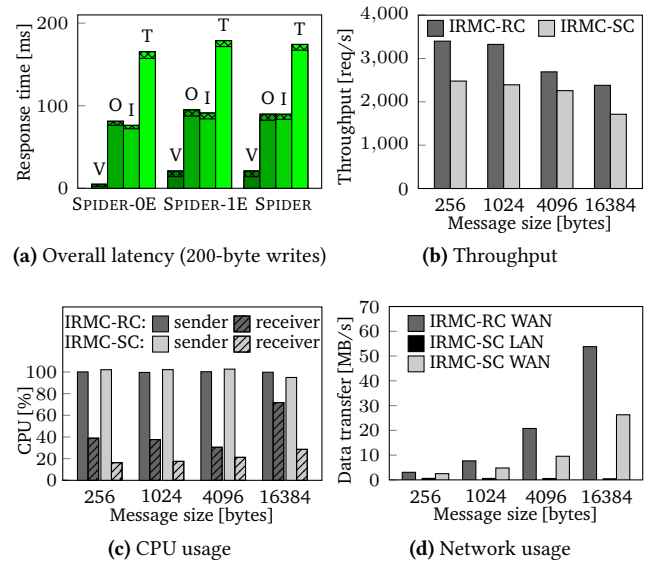 Response time [ms]
200
100
0
V
O
I
T
V
O
I
T
V
O
I
T
SPIDER-0E SPIDER-1E SPIDER
(a) Overall latency (200-byte writes)
Throughput [req/s]
4,000
3,000
2,000
1,000
0
IRMC-RC IRMC-SC
256 1024 4096 16384
Message size [bytes]
(b) Throughput
CPU [%]
100
80
60
40
20
0
IRMC-RC: sender receiver
IRMC-SC: sender receiver
256 1024 4096 16384
Message size [bytes]
(c) CPU usage
Data transfer [MB/s]
70
60
50
40
30
20
10
0
IRMC-RC WAN
IRMC-SC LAN
IRMC-SC WAN
256 1024 4096 16384
Message size [bytes]
(d) Network usage